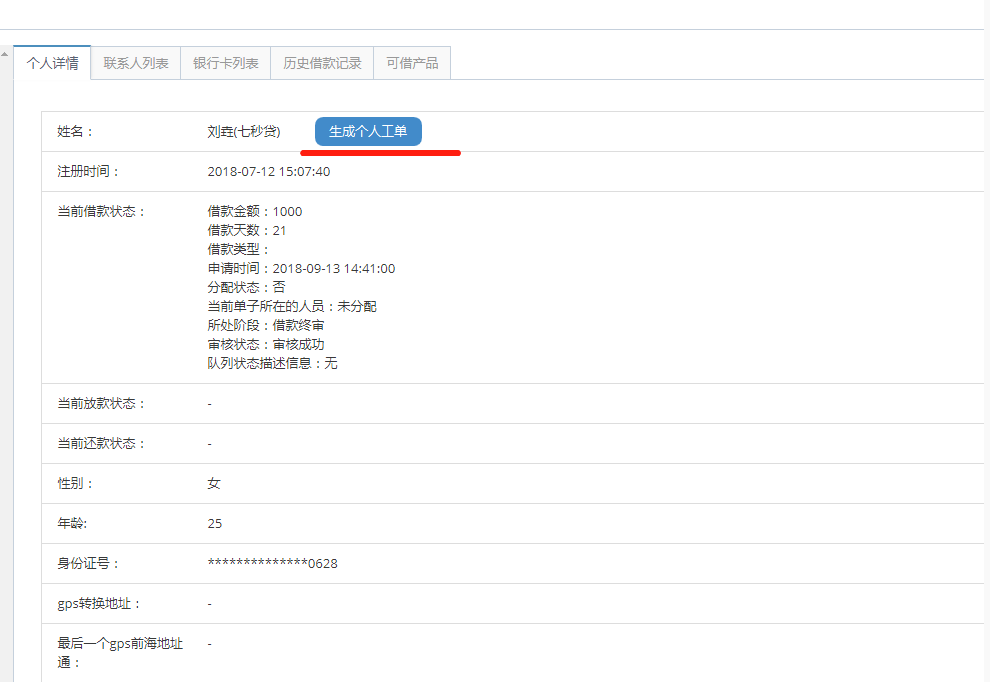 个人详情 联系人列表 银行卡列表 历史借款记录 可借产品
姓名： 刘垚(七秒贷) 生成个人工单
注册时间： 2018-07-12 15:07:40
当前借款状态： 借款金额：1000
借款天数：21
借款类型：
申请时间：2018-09-13 14:41:00
分配状态：否
当前单子所在的人员：未分配
所处阶段：借款终审
审核状态：审核成功
队列状态描述信息：无
当前放款状态： -
当前还款状态： -
性别： 女
年龄: 25
身份证号： **************0628
gps转换地址： -
最后一个gps前海地址 -
通：